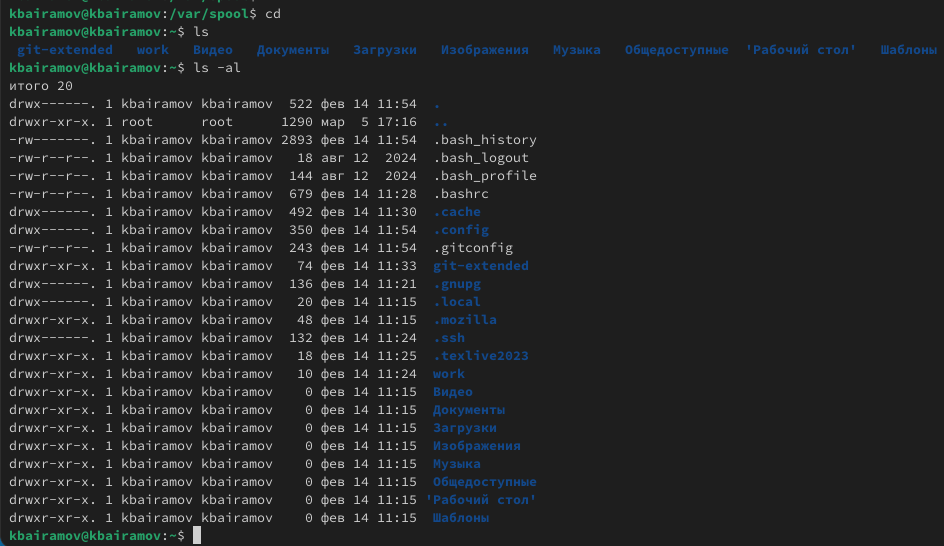 kbairamov@kbairamov:/var/spool$ cd
kbairamov@kbairamov:~$ ls
git-extended work Видео Документы Загрузки Изображения Музыка Общедоступные 'Рабочий стол' Шаблоны
kbairamov@kbairamov:~$ ls -al
итого 20
drwx------. 1 kbairamov kbairamov 522 фев 14 11:54 .
drwxr-xr-x. 1 root root 1290 мар 5 17:16 ..
-rw-------. 1 kbairamov kbairamov 2893 фев 14 11:54 .bash_history
-rw-r--r--. 1 kbairamov kbairamov 18 авг 12 2024 .bash_logout
-rw-r--r--. 1 kbairamov kbairamov 144 авг 12 2024 .bash_profile
-rw-r--r--. 1 kbairamov kbairamov 679 фев 14 11:28 .bashrc
drwx------. 1 kbairamov kbairamov 492 фев 14 11:30 .cache
drwx------. 1 kbairamov kbairamov 350 фев 14 11:54 .config
-rw-r--r--. 1 kbairamov kbairamov 243 фев 14 11:54 .gitconfig
drwxr-xr-x. 1 kbairamov kbairamov 74 фев 14 11:33 git-extended
drwx------. 1 kbairamov kbairamov 136 фев 14 11:21 .gnupg
drwx------. 1 kbairamov kbairamov 20 фев 14 11:15 .local
drwxr-xr-x. 1 kbairamov kbairamov 48 фев 14 11:15 .mozilla
drwx------. 1 kbairamov kbairamov 132 фев 14 11:24 .ssh
drwxr-xr-x. 1 kbairamov kbairamov 18 фев 14 11:25 .texlive2023
drwxr-xr-x. 1 kbairamov kbairamov 10 фев 14 11:24 work
drwxr-xr-x. 1 kbairamov kbairamov 0 фев 14 11:15 Видео
drwxr-xr-x. 1 kbairamov kbairamov 0 фев 14 11:15 Документы
drwxr-xr-x. 1 kbairamov kbairamov 0 фев 14 11:15 Загрузки
drwxr-xr-x. 1 kbairamov kbairamov 0 фев 14 11:15 Изображения
drwxr-xr-x. 1 kbairamov kbairamov 0 фев 14 11:15 Музыка
drwxr-xr-x. 1 kbairamov kbairamov 0 фев 14 11:15 Общедоступные
drwxr-xr-x. 1 kbairamov kbairamov 0 фев 14 11:15 'Рабочий стол'
drwxr-xr-x. 1 kbairamov kbairamov 0 фев 14 11:15 Шаблоны
kbairamov@kbairamov:~$